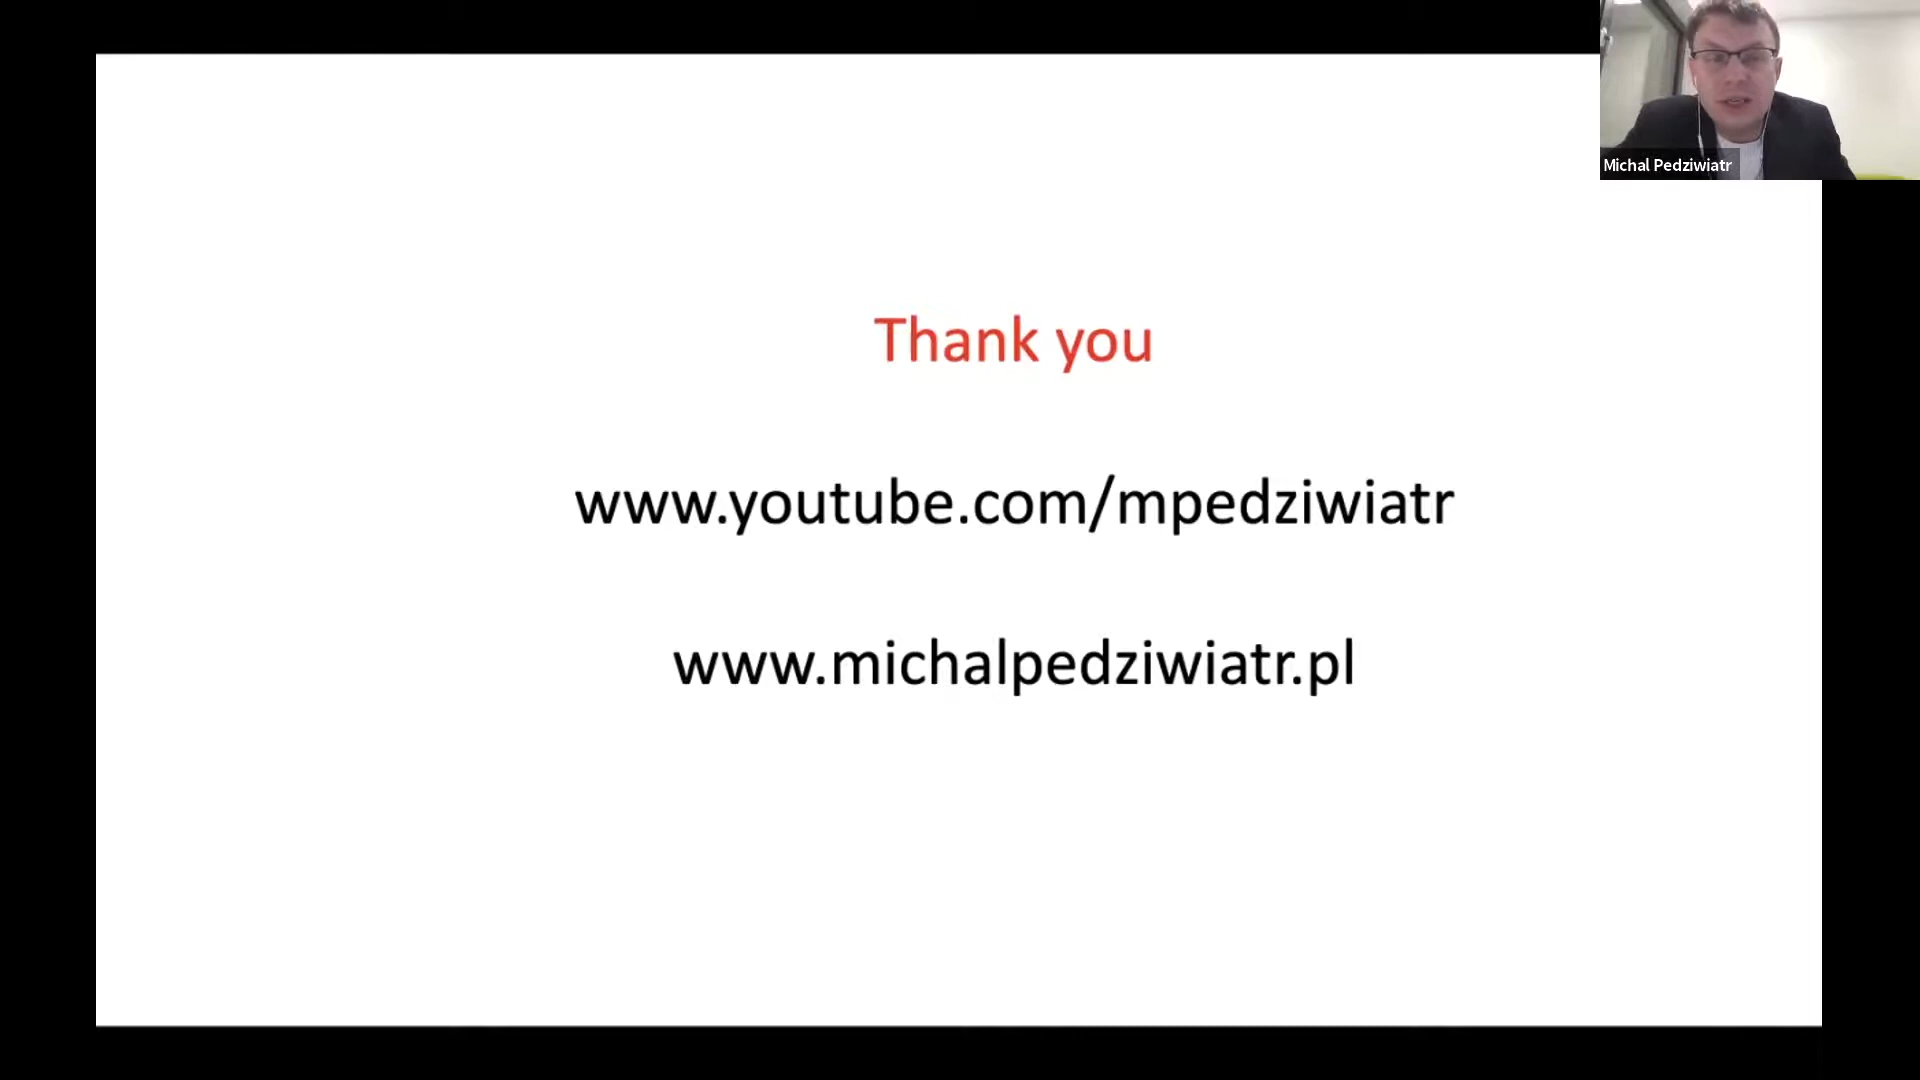 Michal Pedziwiatr
Thank you
www.youtube.com/mpedziwiatr
www.michalpedziwiatr.pl